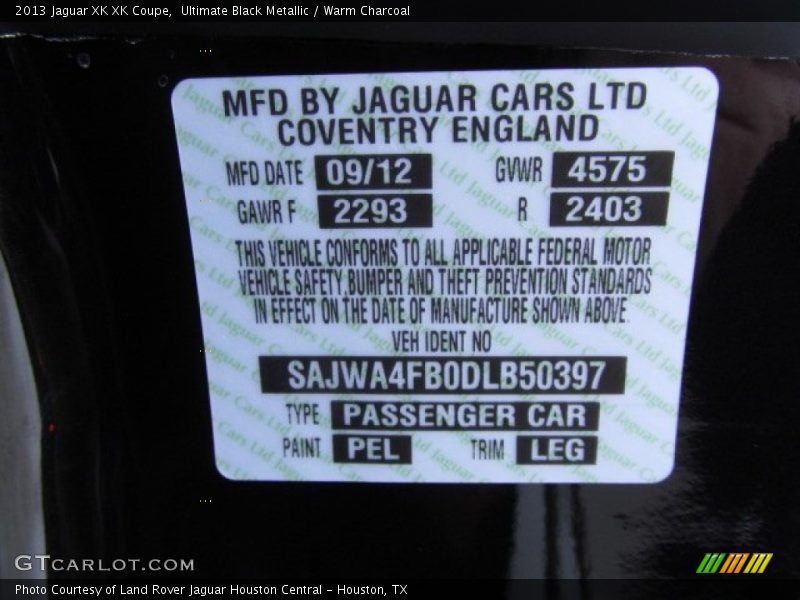 2013 Jaguar XK XK Coupe, Ultimate Black Metallic / Warm Charcoal
MFD BY JAGUAR CARS LTD
COVENTRY ENGLAND
MFD DATE 09/12 GVWR 4575
GAWR F 2293 R 2403
THIS VEHICLE CONFORMS TO ALL APPLICABLE FEDERAL MOTOR
VEHICLE SAFETY, BUMPER AND THEFT PREVENTION STANDARDS
IN EFFECT ON THE DATE OF MANUFACTURE SHOWN ABOVE
VEH IDENT NO
SAJWA4FB0DLB50397
TYPE PASSENGER CAR
PAINT PEL TRIM LEG
GTCARLOT.COM
Photo Courtesy of Land Rover Jaguar Houston Central - Houston, TX